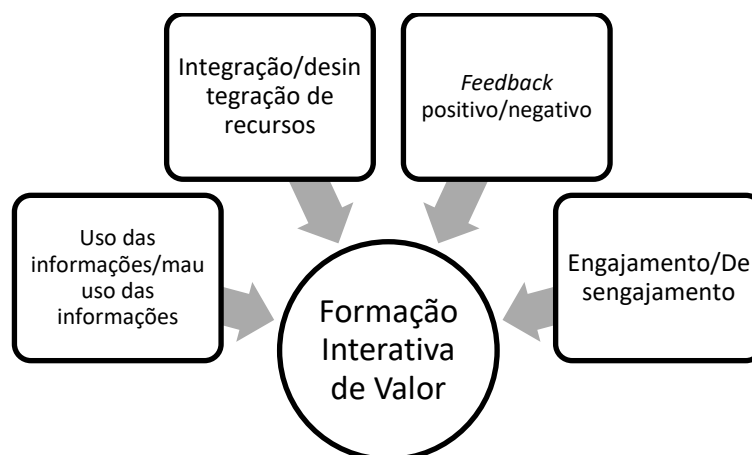 Integração/desin
tegração de
recursos
Feedback
positivo/negativo
Uso das
informações/mau
uso das
informações
Engajamento/De
sengajamento
Formação
Interativa
de Valor